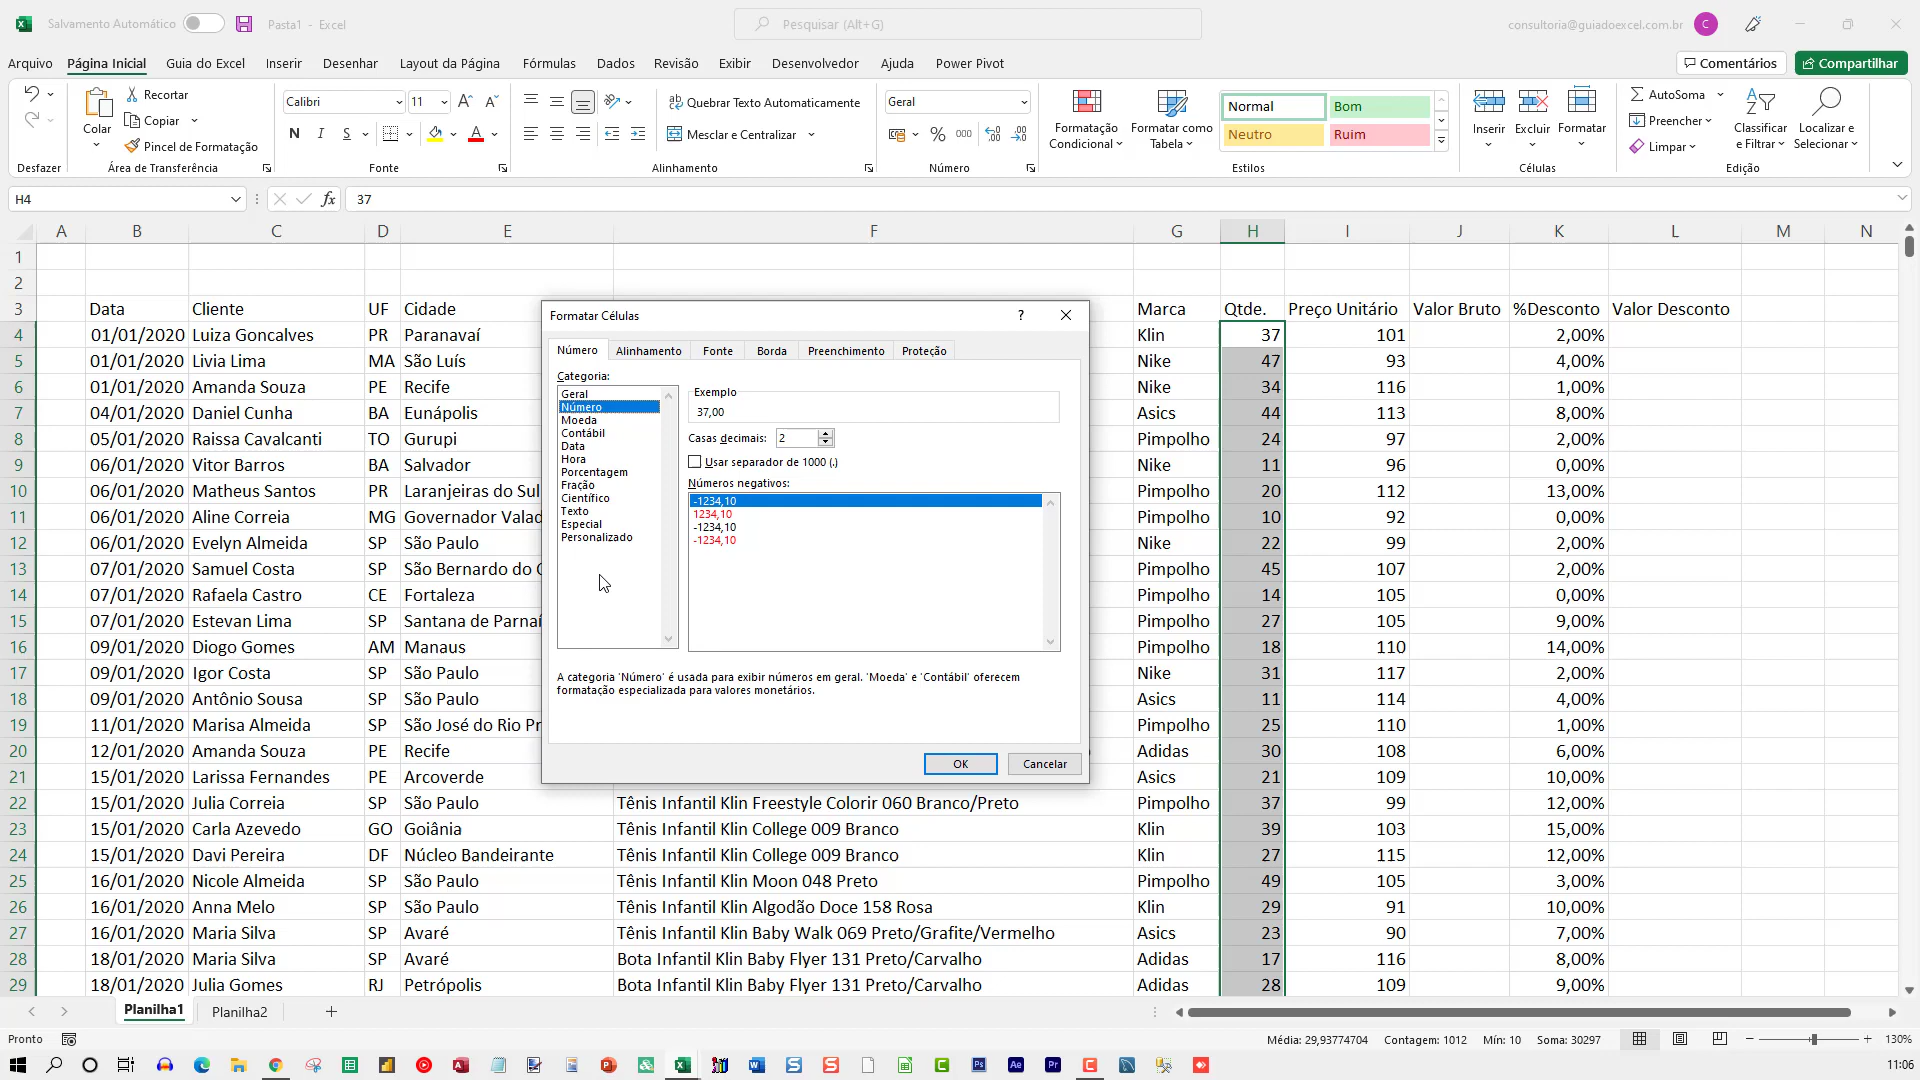 Salvamento Automático Pasta1 - Excel Pesquisar (Alt+G) consultoria@guiadoexcel.com.br C
Arquivo Página Inicial Guia do Excel Inserir Desenhar Layout da Página Fórmulas Dados Revisão Exibir Desenvolvedor Ajuda Power Pivot Comentários Compartilhar
Colar Recortar Copiar Pincel de Formatação
Calibri 11 N I S
Quebrar Texto Automaticamente
Mesclar e Centralizar
Geral % 000
Formatação Condicional Formatar como Tabela
Normal Bom
Neutro Ruim
Inserir Excluir Formatar
AutoSoma Preencher Limpar
Classificar e Filtrar Localizar e Selecionar
Desfazer Área de Transferência Fonte Alinhamento Número Estilos Células Edição
H4 fx 37
A B C D E F G H I J K L M N
1
2
3 Data Cliente UF Cidade Marca Qtde. Preço Unitário Valor Bruto %Desconto Valor Desconto
4 01/01/2020 Luiza Goncalves PR Paranavaí Klin 37 101 2,00%
5 01/01/2020 Livia Lima MA São Luís Nike 47 93 4,00%
6 01/01/2020 Amanda Souza PE Recife Nike 34 116 1,00%
7 04/01/2020 Daniel Cunha BA Eunápolis Asics 44 113 8,00%
8 05/01/2020 Raissa Cavalcanti TO Gurupi Pimpolho 24 97 2,00%
9 06/01/2020 Vitor Barros BA Salvador Nike 11 96 0,00%
10 06/01/2020 Matheus Santos PR Laranjeiras do Sul Pimpolho 20 112 13,00%
11 06/01/2020 Aline Correia MG Governador Valad Pimpolho 10 92 0,00%
12 06/01/2020 Evelyn Almeida SP São Paulo Nike 22 99 2,00%
13 07/01/2020 Samuel Costa SP São Bernardo do Pimpolho 45 107 2,00%
14 07/01/2020 Rafaela Castro CE Fortaleza Pimpolho 14 105 0,00%
15 07/01/2020 Estevan Lima SP Santana de Parnaí Pimpolho 27 105 9,00%
16 09/01/2020 Diogo Gomes AM Manaus Pimpolho 18 110 14,00%
17 09/01/2020 Igor Costa SP São Paulo Nike 31 117 2,00%
18 09/01/2020 Antônio Sousa SP São Paulo Asics 11 114 4,00%
19 11/01/2020 Marisa Almeida SP São José do Rio Pr Pimpolho 25 110 1,00%
20 12/01/2020 Amanda Souza PE Recife Adidas 30 108 6,00%
21 15/01/2020 Larissa Fernandes PE Arcoverde Asics 21 109 10,00%
22 15/01/2020 Julia Correia SP São Paulo Tênis Infantil Klin Freestyle Colorir 060 Branco/Preto Pimpolho 37 99 12,00%
23 15/01/2020 Carla Azevedo GO Goiânia Tênis Infantil Klin College 009 Branco Klin 39 103 15,00%
24 15/01/2020 Davi Pereira DF Núcleo Bandeirante Tênis Infantil Klin College 009 Branco Klin 27 115 12,00%
25 16/01/2020 Nicole Almeida SP São Paulo Tênis Infantil Klin Moon 048 Preto Pimpolho 49 105 3,00%
26 16/01/2020 Anna Melo SP São Paulo Tênis Infantil Klin Algodão Doce 158 Rosa Klin 29 91 10,00%
27 16/01/2020 Maria Silva SP Avaré Tênis Infantil Klin Baby Walk 069 Preto/Grafite/Vermelho Asics 23 90 7,00%
28 18/01/2020 Maria Silva SP Avaré Bota Infantil Klin Baby Flyer 131 Preto/Carvalho Adidas 17 116 8,00%
29 18/01/2020 Julia Gomes RJ Petrópolis Bota Infantil Klin Baby Flyer 131 Preto/Carvalho Adidas 28 109 9,00%
Formatar Células ?
Número Alinhamento Fonte Borda Preenchimento Proteção
Categoria:
Geral
Número
Moeda
Contábil
Data
Hora
Porcentagem
Fração
Científico
Texto
Especial
Personalizado
Exemplo
37,00
Casas decimais: 2
Usar separador de 1000 (.)
Números negativos:
-1234,10
1234,10
-1234,10
-1234,10
A categoria 'Número' é usada para exibir números em geral. 'Moeda' e 'Contábil' oferecem
formatação especializada para valores monetários.
OK Cancelar
Planilha1 Planilha2
Pronto Média: 29,93774704 Contagem: 1012 Mín: 10 Soma: 30297 130%
11:06